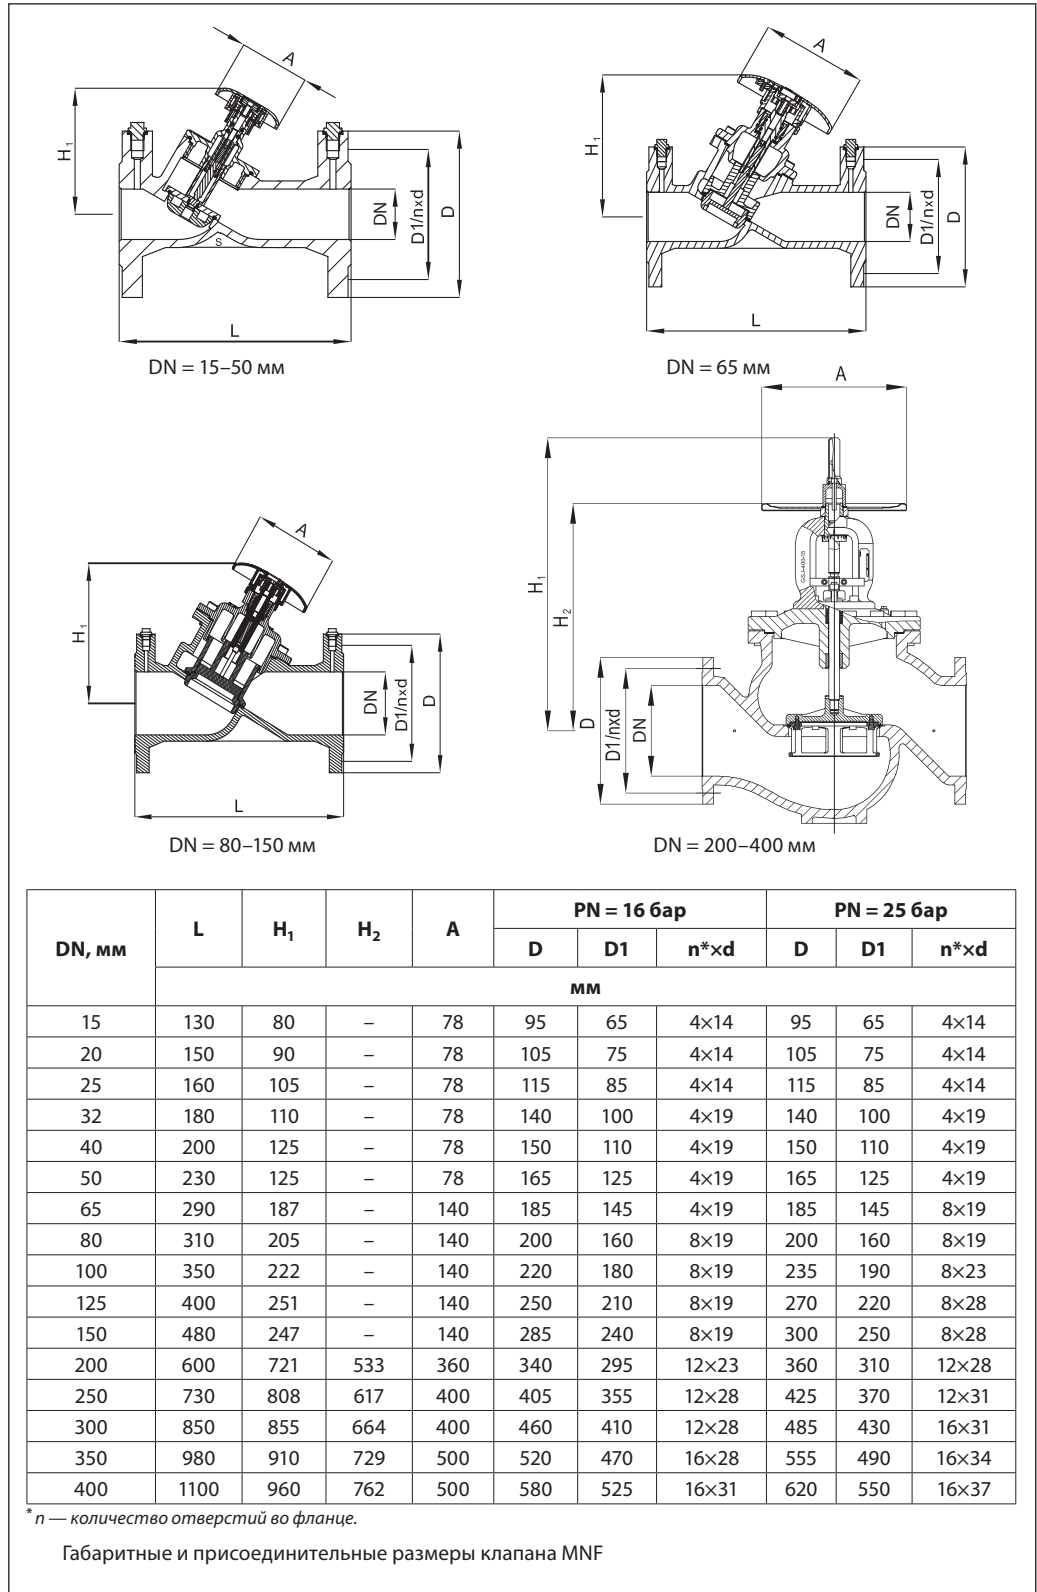 A
H1
DN
D1/n×d
D
S
L
DN = 15–50 мм
A
H1
DN
D1/n×d
D
L
DN = 65 мм
A
H1
DN
D1/n×d
D
L
DN = 80–150 мм
A
H1
H2
D
D1/n×d
DN
DN = 200–400 мм
DN, мм L H1 H2 A PN = 16 бар PN = 25 бар
D D1 n*×d D D1 n*×d
мм
15 130 80 – 78 95 65 4×14 95 65 4×14
20 150 90 – 78 105 75 4×14 105 75 4×14
25 160 105 – 78 115 85 4×14 115 85 4×14
32 180 110 – 78 140 100 4×19 140 100 4×19
40 200 125 – 78 150 110 4×19 150 110 4×19
50 230 125 – 78 165 125 4×19 165 125 4×19
65 290 187 – 140 185 145 4×19 185 145 8×19
80 310 205 – 140 200 160 8×19 200 160 8×19
100 350 222 – 140 220 180 8×19 235 190 8×23
125 400 251 – 140 250 210 8×19 270 220 8×28
150 480 247 – 140 285 240 8×19 300 250 8×28
200 600 721 533 360 340 295 12×23 360 310 12×28
250 730 808 617 400 405 355 12×28 425 370 12×31
300 850 855 664 400 460 410 12×28 485 430 16×31
350 980 910 729 500 520 470 16×28 555 490 16×34
400 1100 960 762 500 580 525 16×31 620 550 16×37
* n — количество отверстий во фланце.
Габаритные и присоединительные размеры клапана MNF